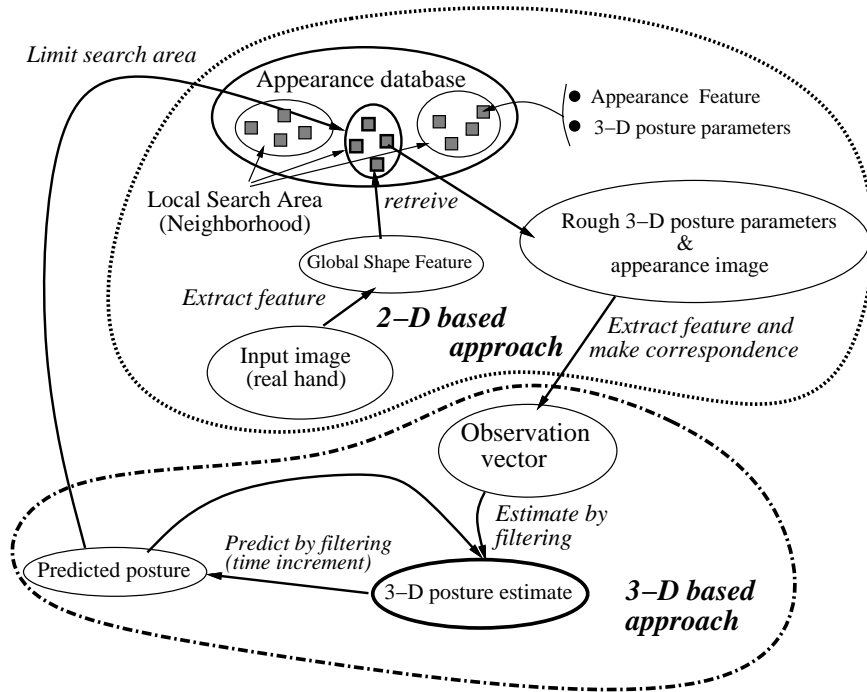 Limit search area
Appearance database
Appearance Feature
3–D posture parameters
Local Search Area
(Neighborhood)
retreive
Rough 3–D posture parameters
&
appearance image
Global Shape Feature
Extract feature
2–D based
approach
Input image
(real hand)
Extract feature and
make correspondence
Observation
vector
Estimate by
filtering
Predict by filtering
(time increment)
Predicted posture
3–D posture estimate
3–D based
approach